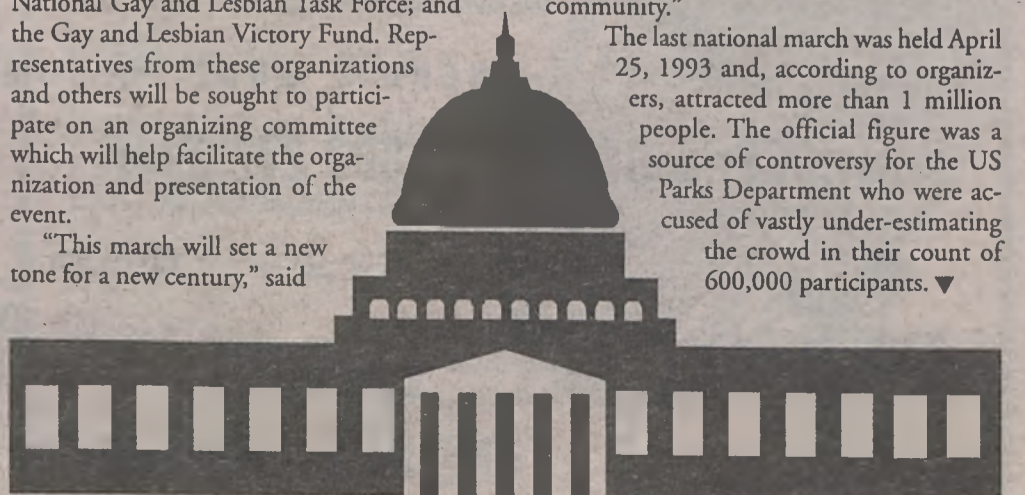 National Gay and Lesbian Task Force; and
the Gay and Lesbian Victory Fund. Rep-
resentatives from these organizations
and others will be sought to partici-
pate on an organizing committee
which will help facilitate the orga-
nization and presentation of the
event.
“This march will set a new
tone for a new century,” said
community.”
The last national march was held April
25, 1993 and, according to organiz-
ers, attracted more than 1 million
people. The official figure was a
source of controversy for the US
Parks Department who were ac-
cused of vastly under-estimating
the crowd in their count of
600,000 participants. ▼